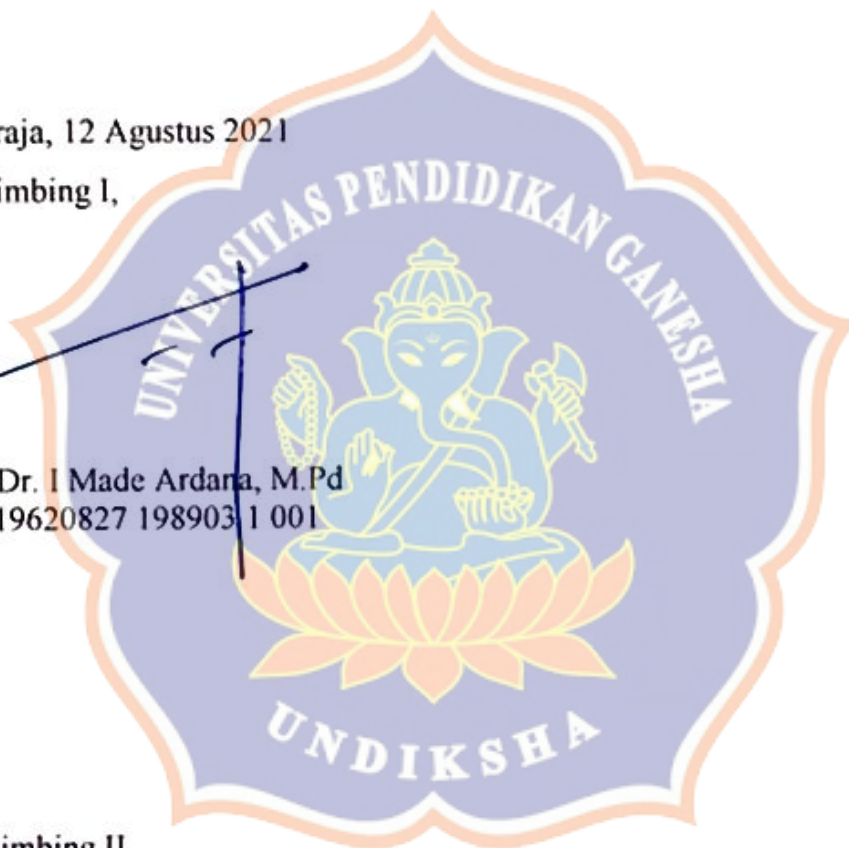 raja, 12 Agustus 2021
imbing I,
UNIVERSITAS PENDIDIKAN GANESHA
Dr. I Made Ardana, M.Pd
19620827 198903 1 001
UNDIKSHA
imbing II